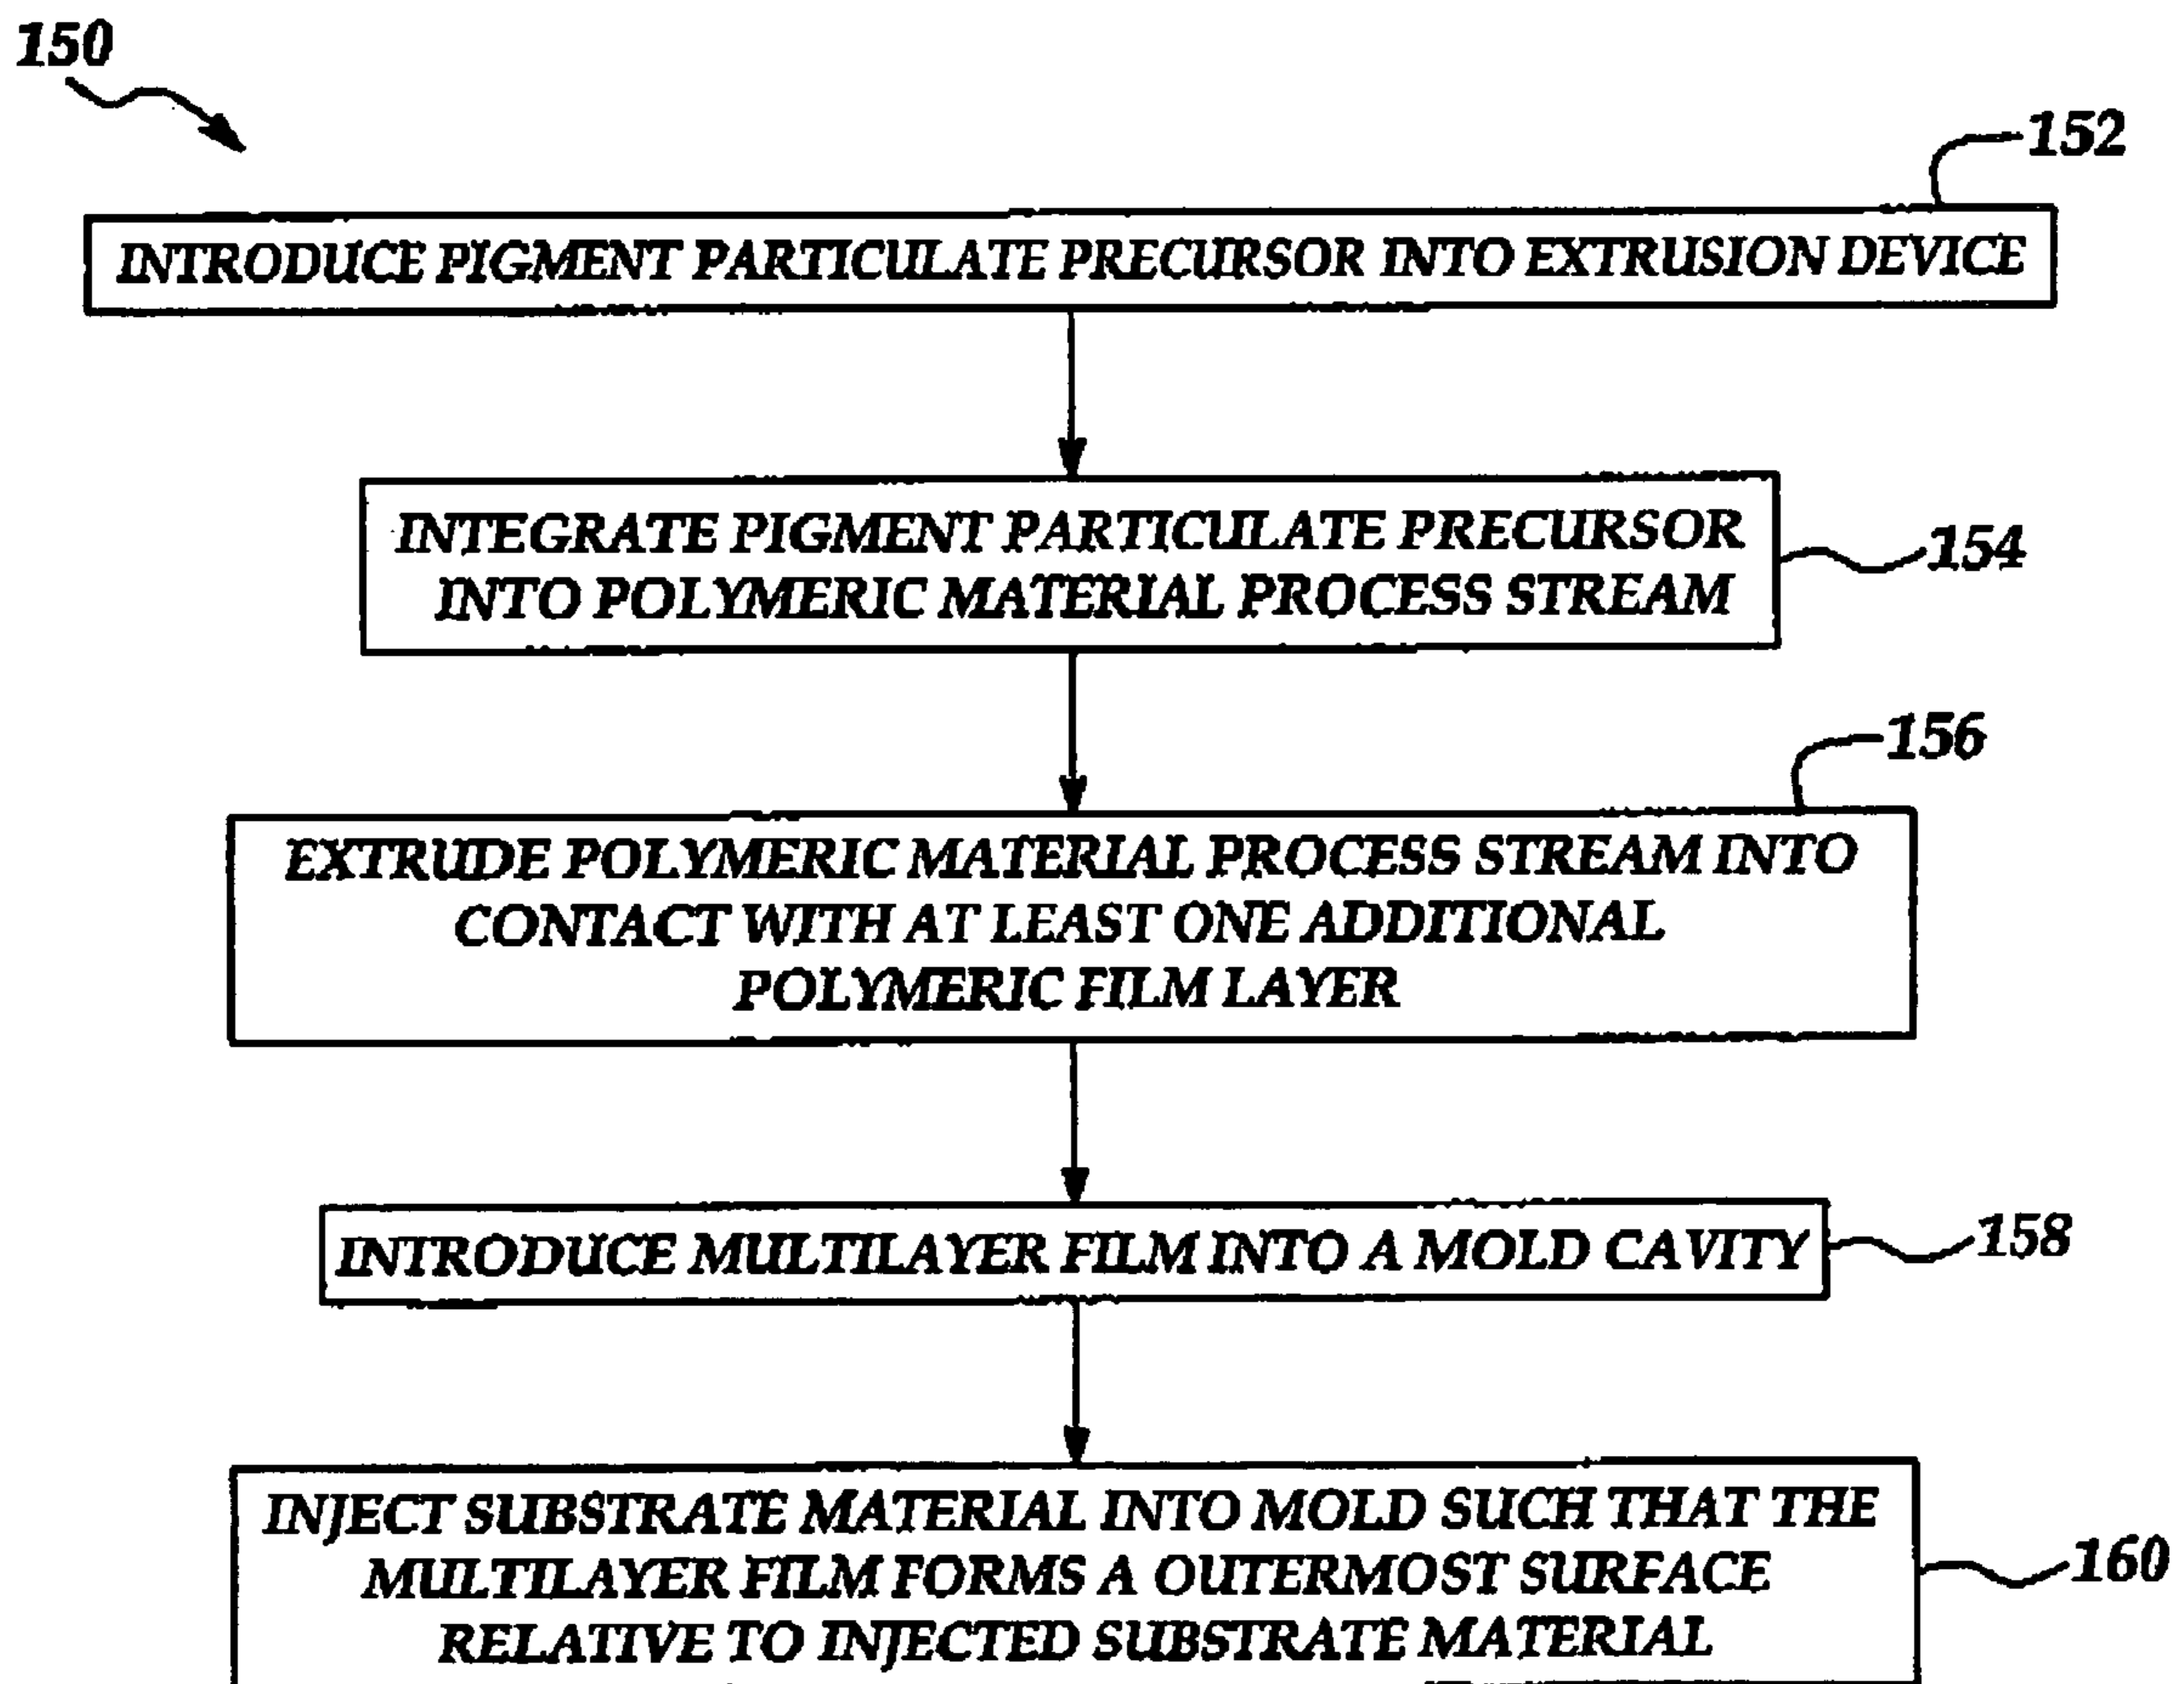 150
152
INTRODUCE PIGMENT PARTICULATE PRECURSOR INTO EXTRUSION DEVICE
INTEGRATE PIGMENT PARTICULATE PRECURSOR
INTO POLYMERIC MATERIAL PROCESS STREAM
154
156
EXTRUDE POLYMERIC MATERIAL PROCESS STREAM INTO
CONTACT WITH AT LEAST ONE ADDITIONAL
POLYMERIC FILM LAYER
INTRODUCE MULTILAYER FILM INTO A MOLD CAVITY
158
INJECT SUBSTRATE MATERIAL INTO MOLD SUCH THAT THE
MULTILAYER FILM FORMS A OUTERMOST SURFACE
RELATIVE TO INJECTED SUBSTRATE MATERIAL
160